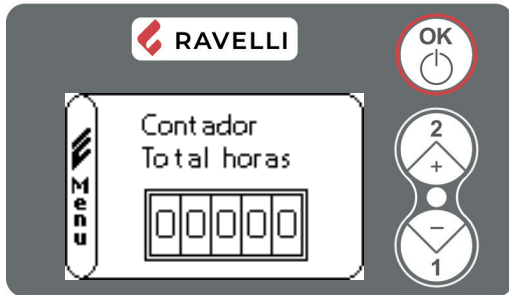 RAVELLI
OK
Menu
Contador
Total horas
00000
2
+
−
1